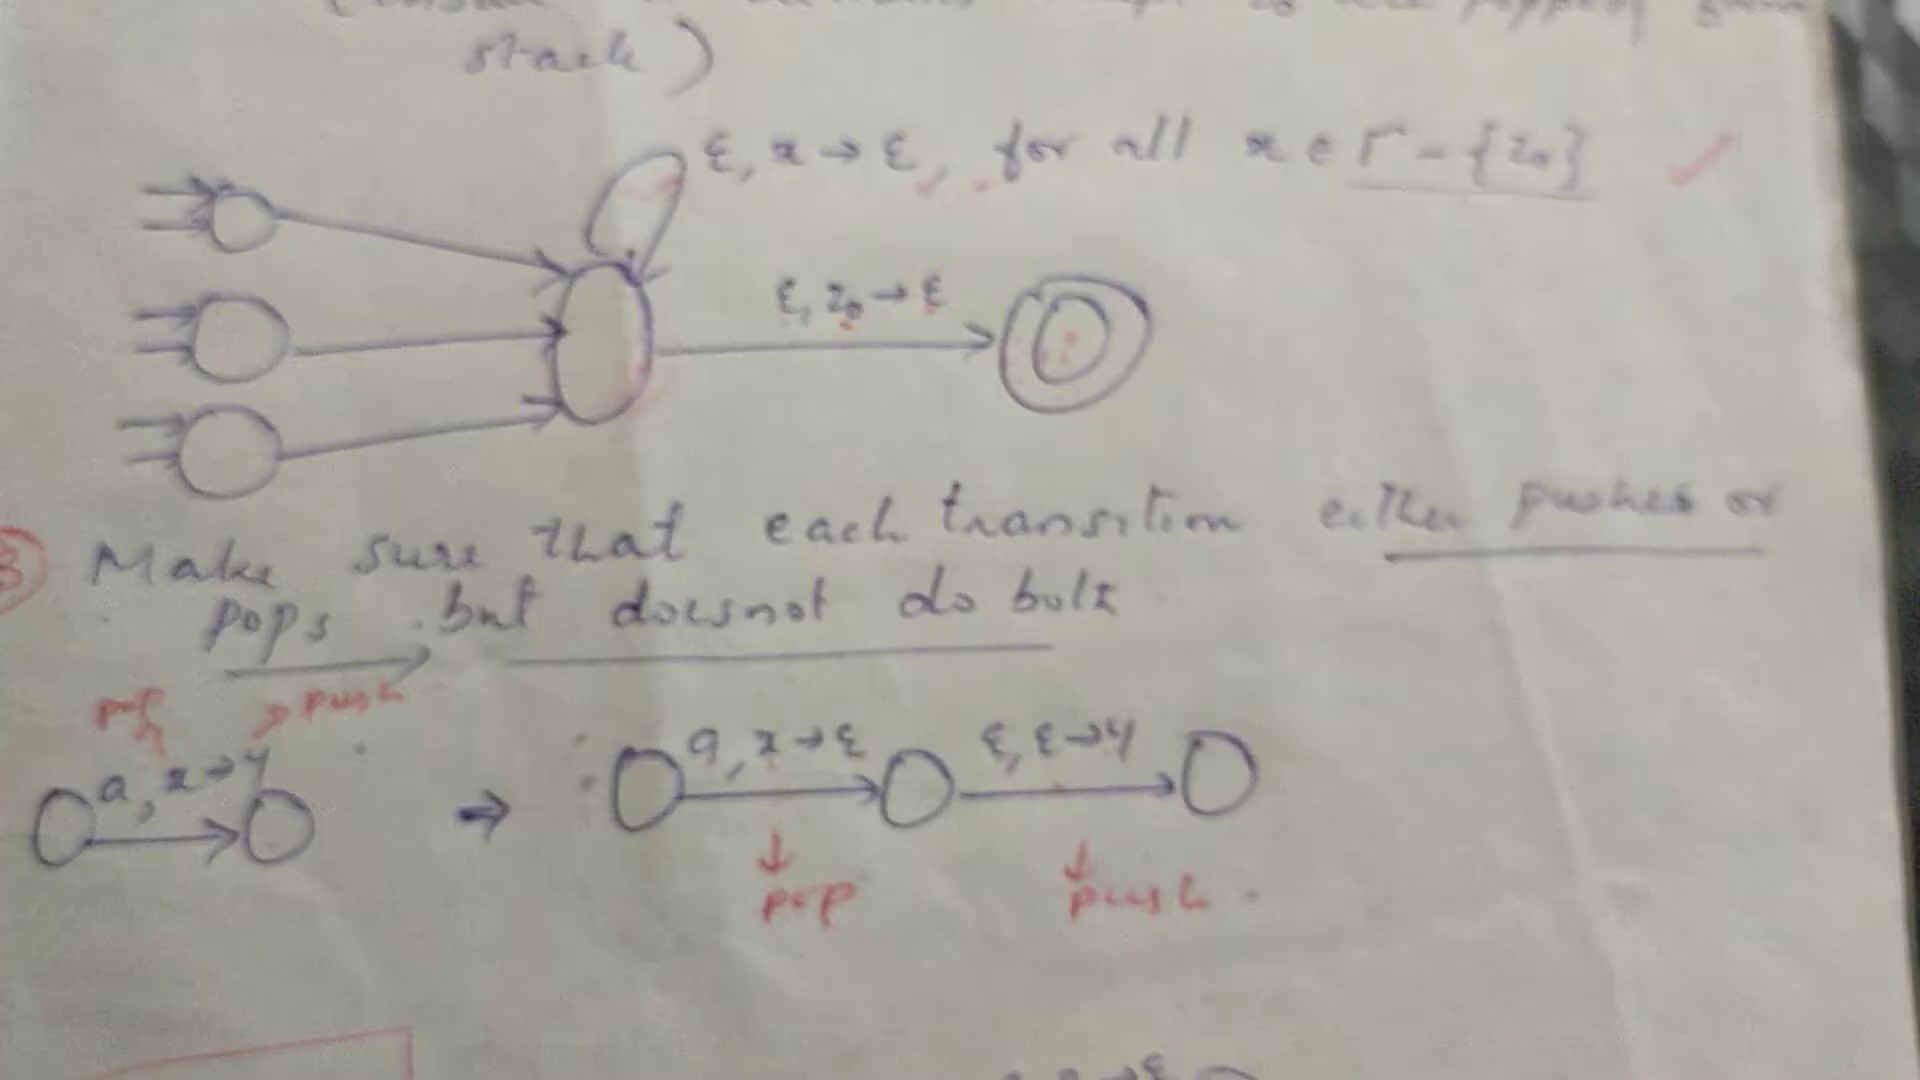 stack)
ε, x → ε, for all x ∈ Γ - {z₀}
ε, z₀ → ε
3 Make sure that each transition either pushes or
pops but doesnot do both
pop push
a, x → y ⇒ a, x → ε ε, ε → y
pop push